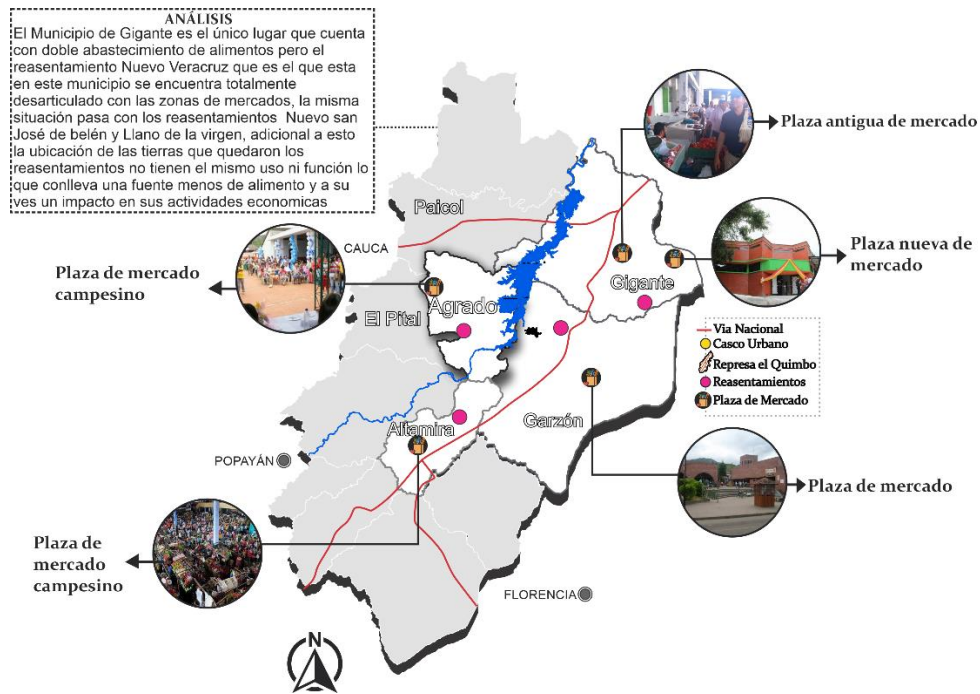 ANÁLISIS
El Municipio de Gigante es el único lugar que cuenta
con doble abastecimiento de alimentos pero el
reasentamiento Nuevo Veracruz que es el que esta
en este municipio se encuentra totalmente
desarticulado con las zonas de mercados, la misma
situación pasa con los reasentamientos Nuevo san
José de belén y Llano de la virgen, adicional a esto
la ubicación de las tierras que quedaron los
reasentamientos no tienen el mismo uso ni función lo
que conlleva una fuente menos de alimento y a su
ves un impacto en sus actividades economicas
Plaza antigua de mercado
Paicol
CAUCA
Plaza de mercado
campesino
Plaza nueva de
mercado
Gigante
Agrado
El Pital
Via Nacional
Casco Urbano
Represa el Quimbo
Reasentamientos
Plaza de Mercado
Garzón
Altamira
POPAYÁN
Plaza de mercado
Plaza de
mercado
campesino
FLORENCIA
N